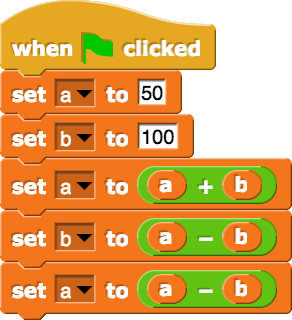 when clicked
set a to 50
set b to 100
set a to a + b
set b to a − b
set a to a − b